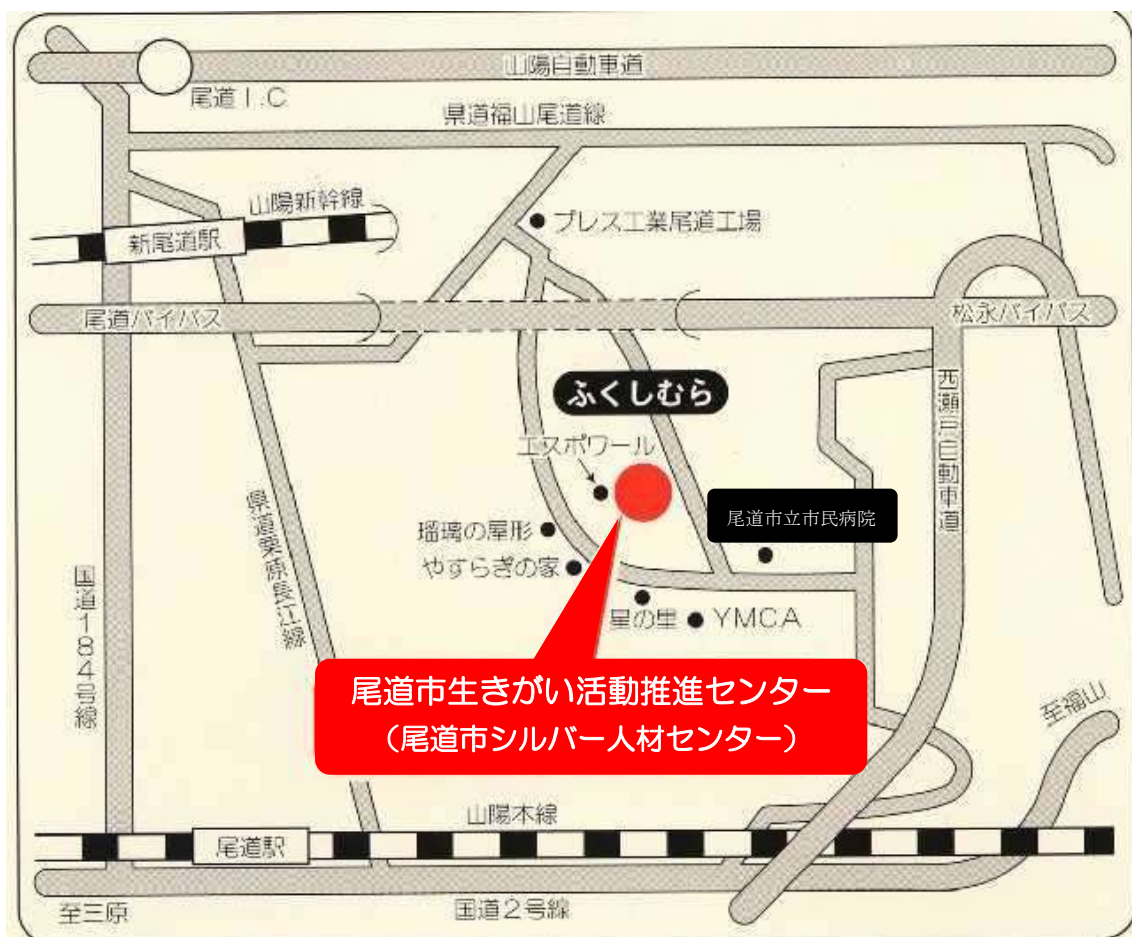 山陽自動車道
尾道I.C
県道福山尾道線
山陽新幹線
新尾道駅
プレス工業尾道工場
尾道バイパス
松永バイパス
ふくしむら
西瀬戸自動車道
エスポワール
尾道市立市民病院
県道栗原長江線
瑠璃の屋形
やすらぎの家
国道184号線
星の里
YMCA
尾道市生きがい活動推進センター
（尾道市シルバー人材センター）
至福山
山陽本線
尾道駅
至三原
国道2号線